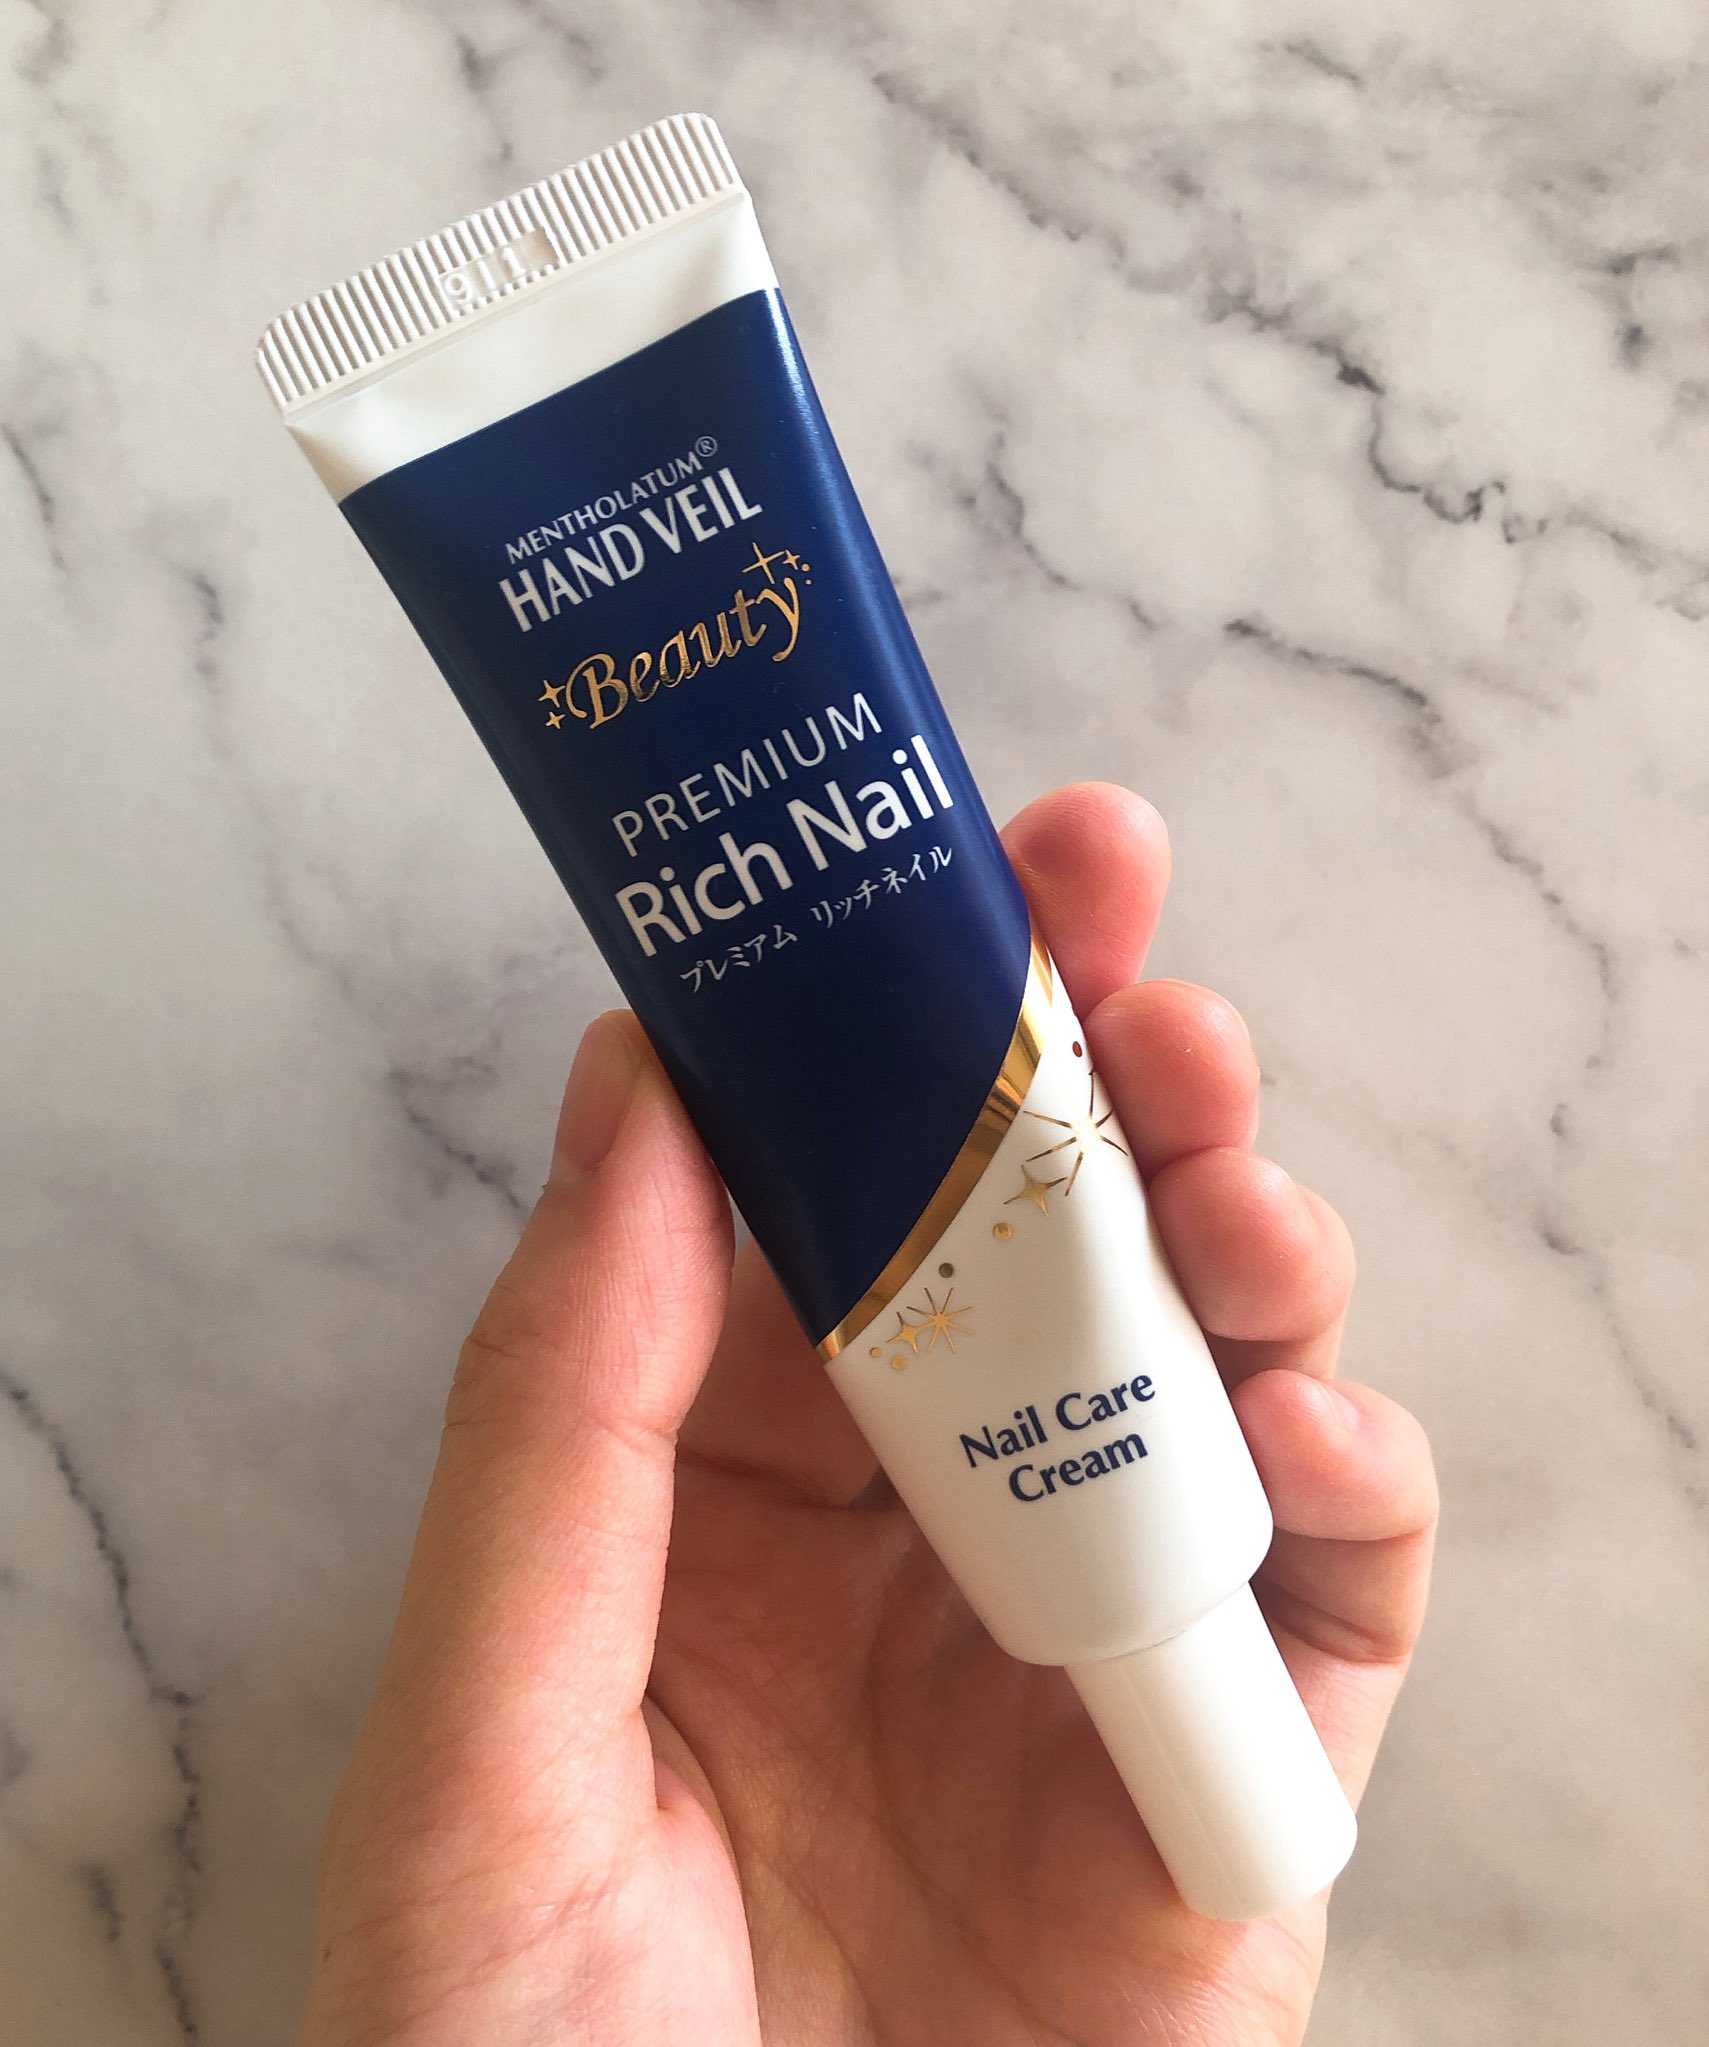 911
MENTHOLATUM®
HAND VEIL
Beauty
PREMIUM
Rich Nail
プレミアム リッチネイル
Nail Care
Cream